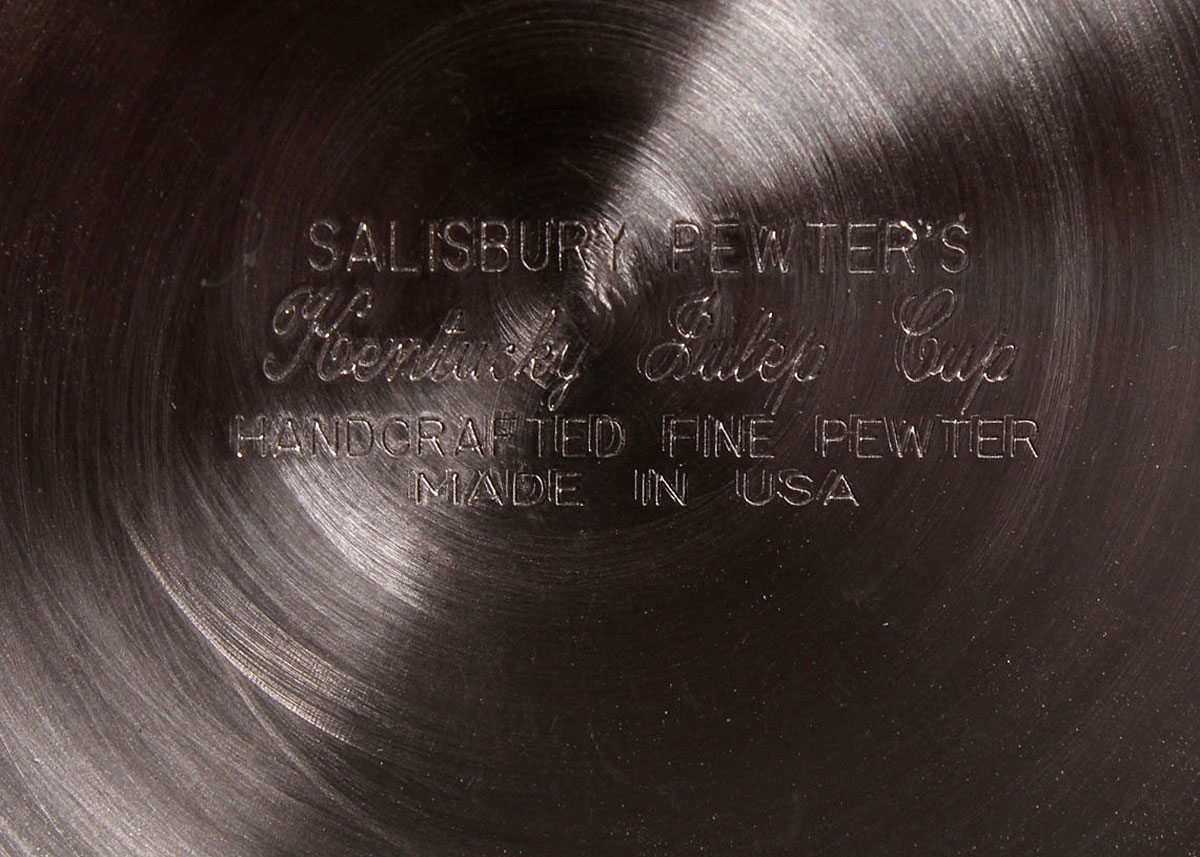 SALISBURY PEWTER'S
Kentucky Julep Cup
HANDCRAFTED FINE PEWTER
MADE IN USA